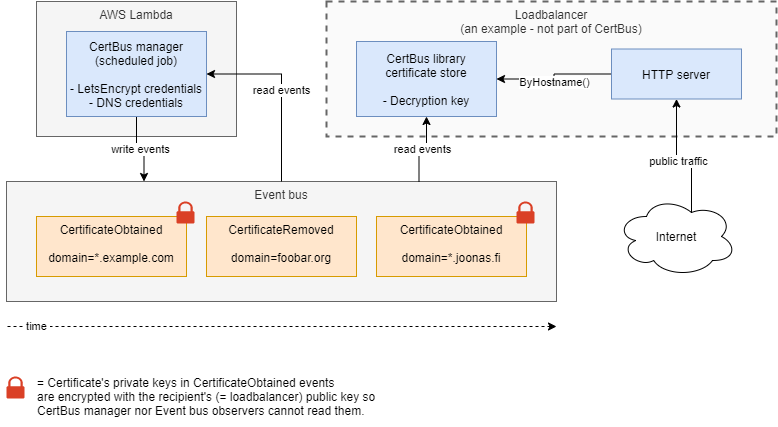 AWS Lambda
CertBus manager
(scheduled job)
- LetsEncrypt credentials
- DNS credentials
Loadbalancer
(an example - not part of CertBus)
CertBus library
certificate store
- Decryption key
ByHostname()
HTTP server
read events
write events
read events
public traffic
Event bus
CertificateObtained
domain=*.example.com
CertificateRemoved
domain=foobar.org
CertificateObtained
domain=*.joonas.fi
Internet
time
= Certificate's private keys in CertificateObtained events
are encrypted with the recipient's (= loadbalancer) public key so
CertBus manager nor Event bus observers cannot read them.